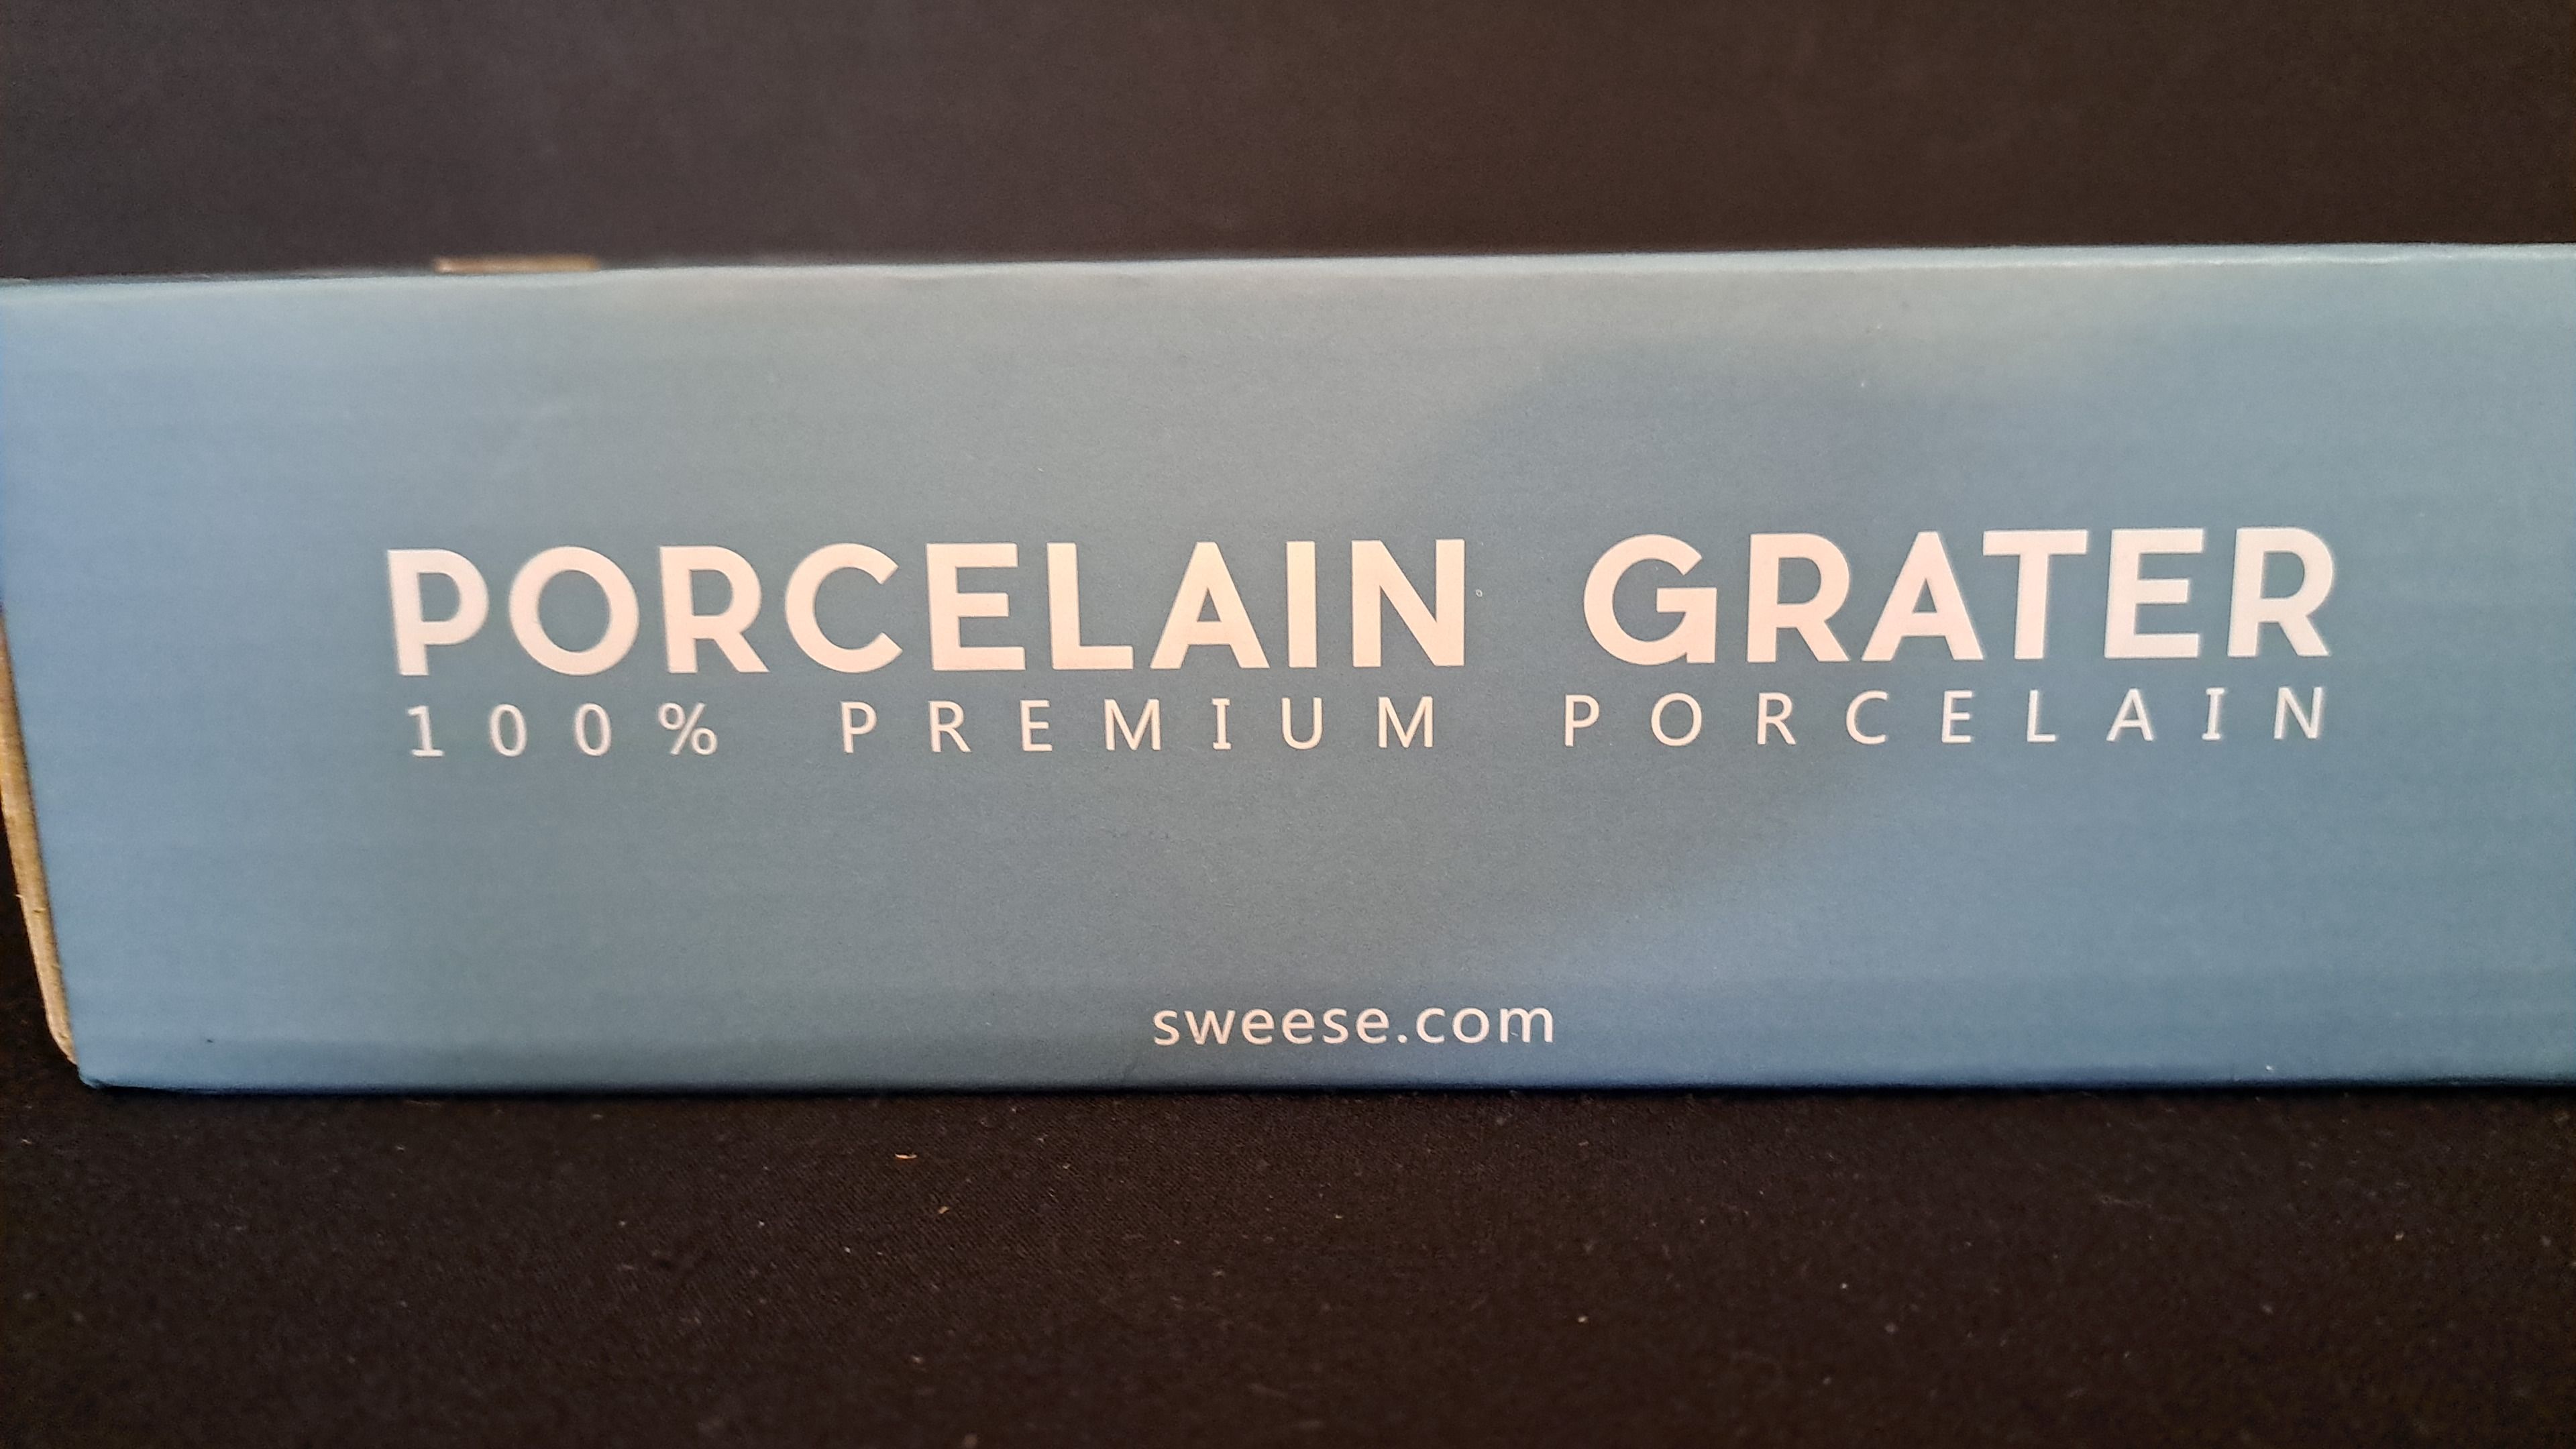 PORCELAIN GRATER
100% PREMIUM PORCELAIN
sweese.com